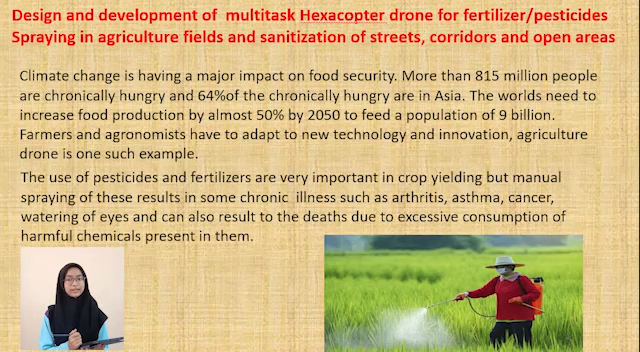 Design and development of multitask Hexacopter drone for fertilizer/pesticides
Spraying in agriculture fields and sanitization of streets, corridors and open areas
Climate change is having a major impact on food security. More than 815 million people
are chronically hungry and 64%of the chronically hungry are in Asia. The worlds need to
increase food production by almost 50% by 2050 to feed a population of 9 billion.
Farmers and agronomists have to adapt to new technology and innovation, agriculture
drone is one such example.
The use of pesticides and fertilizers are very important in crop yielding but manual
spraying of these results in some chronic illness such as arthritis, asthma, cancer,
watering of eyes and can also result to the deaths due to excessive consumption of
harmful chemicals present in them.